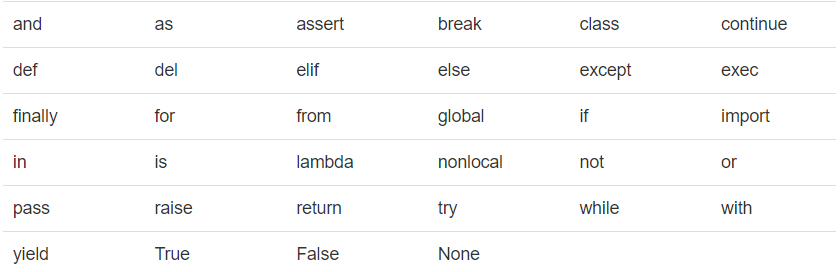 and as assert break class continue
def del elif else except exec
finally for from global if import
in is lambda nonlocal not or
pass raise return try while with
yield True False None